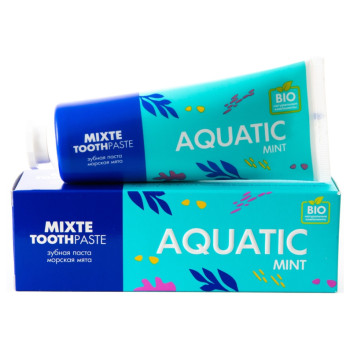 MIXTE
TOOTHPASTE
зубная паста
морская мята
AQUATIC
MINT
BIO
MIXTE
TOOTHPASTE
зубная паста
морская мята
AQUATIC
MINT
BIO